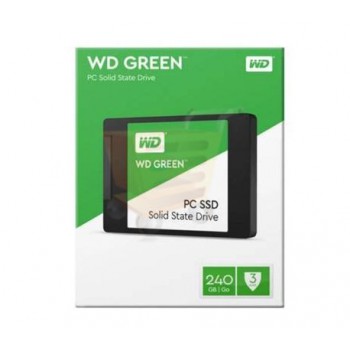 WD GREEN™
PC Solid State Drive
WD
WD
WD GREEN™
PC SSD
Solid State Drive
240
GB | Go
3